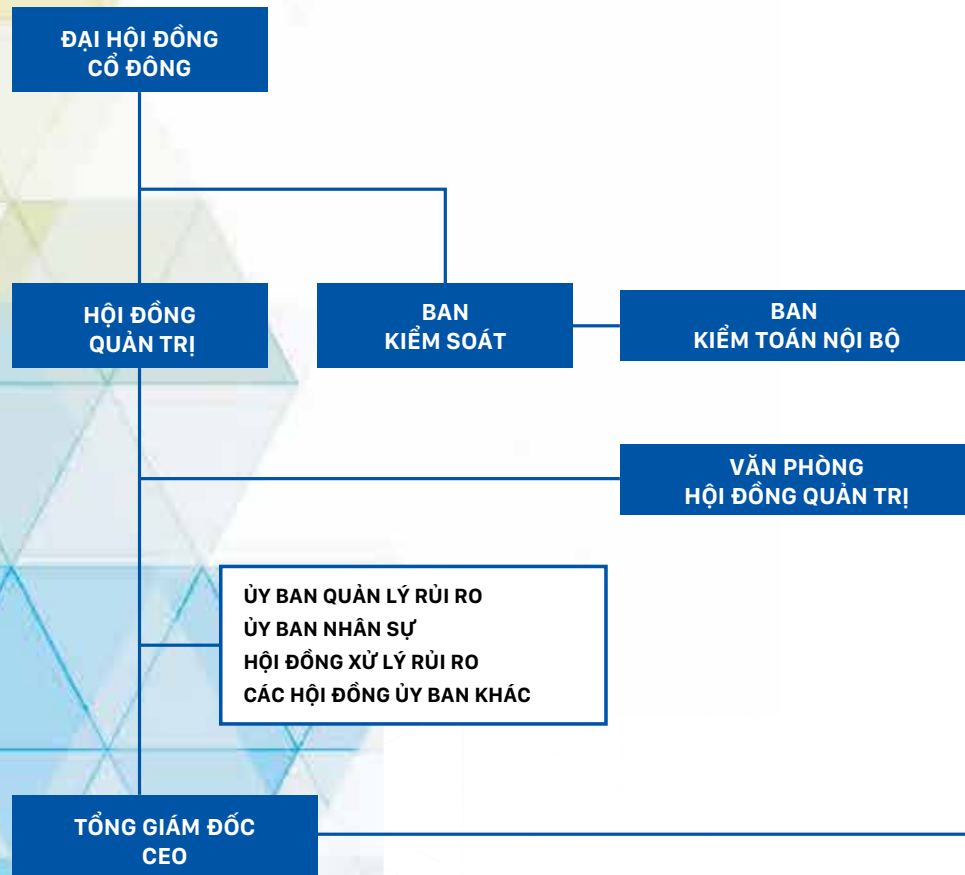 ĐẠI HỘI ĐỒNG
CỔ ĐÔNG
HỘI ĐỒNG
QUẢN TRỊ
BAN
KIỂM SOÁT
BAN
KIỂM TOÁN NỘI BỘ
VĂN PHÒNG
HỘI ĐỒNG QUẢN TRỊ
ỦY BAN QUẢN LÝ RỦI RO
ỦY BAN NHÂN SỰ
HỘI ĐỒNG XỬ LÝ RỦI RO
CÁC HỘI ĐỒNG ỦY BAN KHÁC
TỔNG GIÁM ĐỐC
CEO